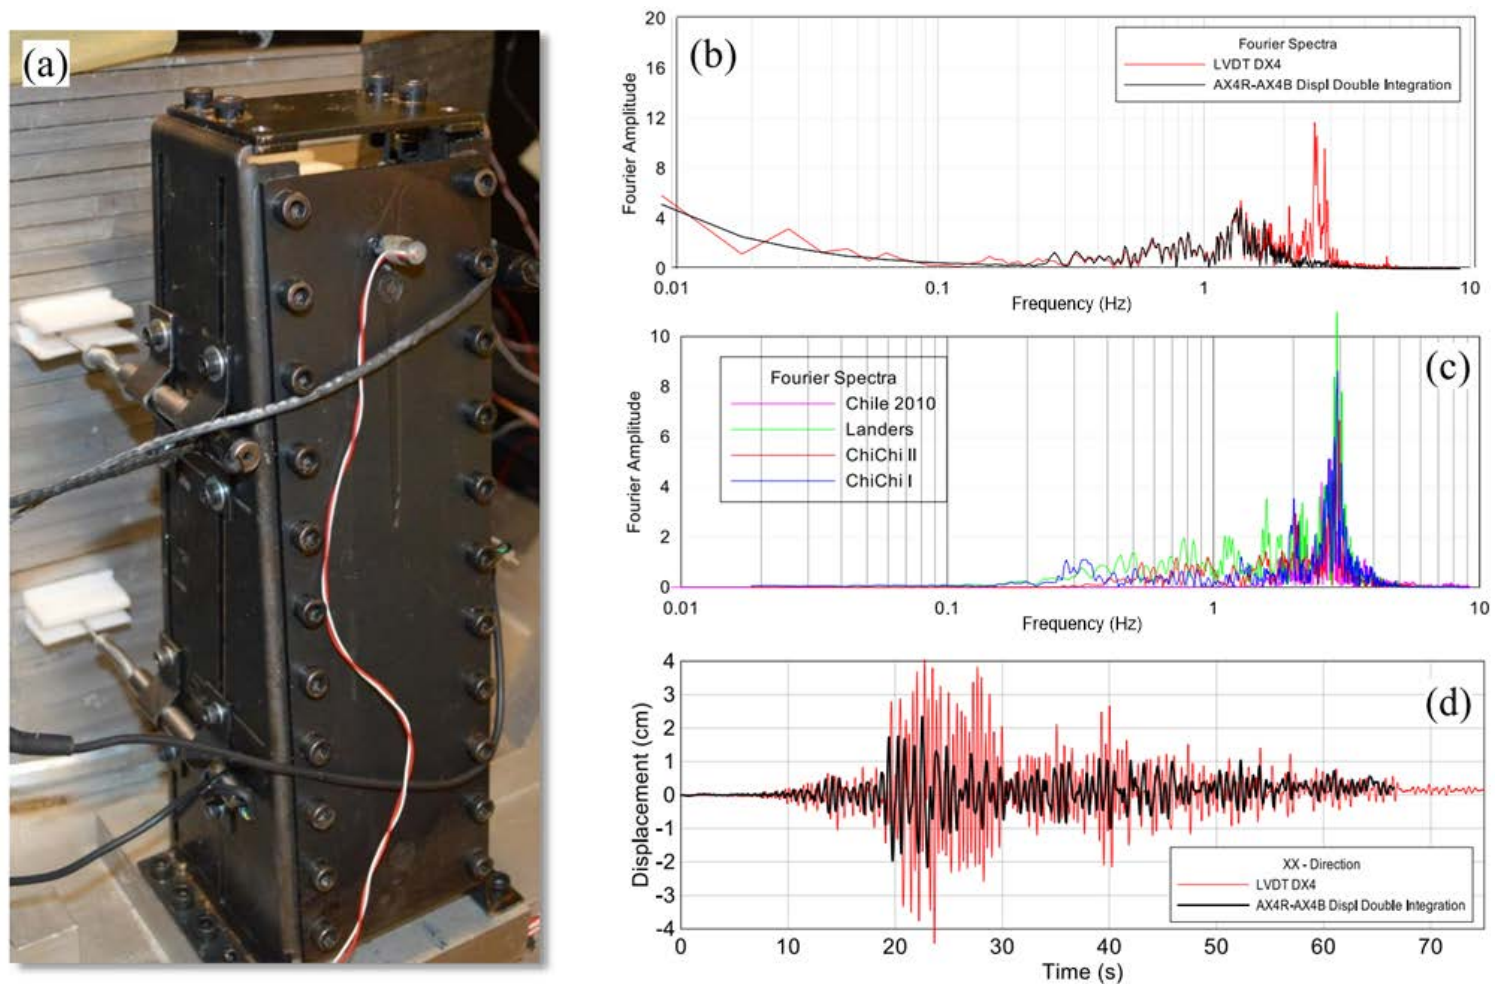 (a)
(b)
20
16
12
8
4
0
Fourier Amplitude
Fourier Spectra
LVDT DX4
AX4R-AX4B Displ Double Integration
0.01
0.1
1
10
Frequency (Hz)
(c)
10
8
6
4
2
0
Fourier Amplitude
Fourier Spectra
Chile 2010
Landers
ChiChi II
ChiChi I
0.01
0.1
1
10
Frequency (Hz)
(d)
4
3
2
1
0
-1
-2
-3
-4
Displacement (cm)
XX - Direction
LVDT DX4
AX4R-AX4B Displ Double Integration
0
10
20
30
40
50
60
70
Time (s)